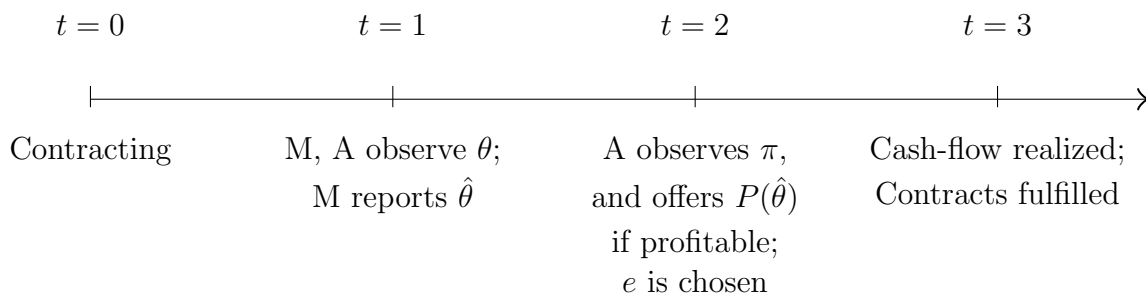 t = 0
t = 1
t = 2
t = 3
Contracting
M, A observe θ;
M reports θ̂
A observes π,
and offers P(θ̂)
if profitable;
e is chosen
Cash-flow realized;
Contracts fulfilled